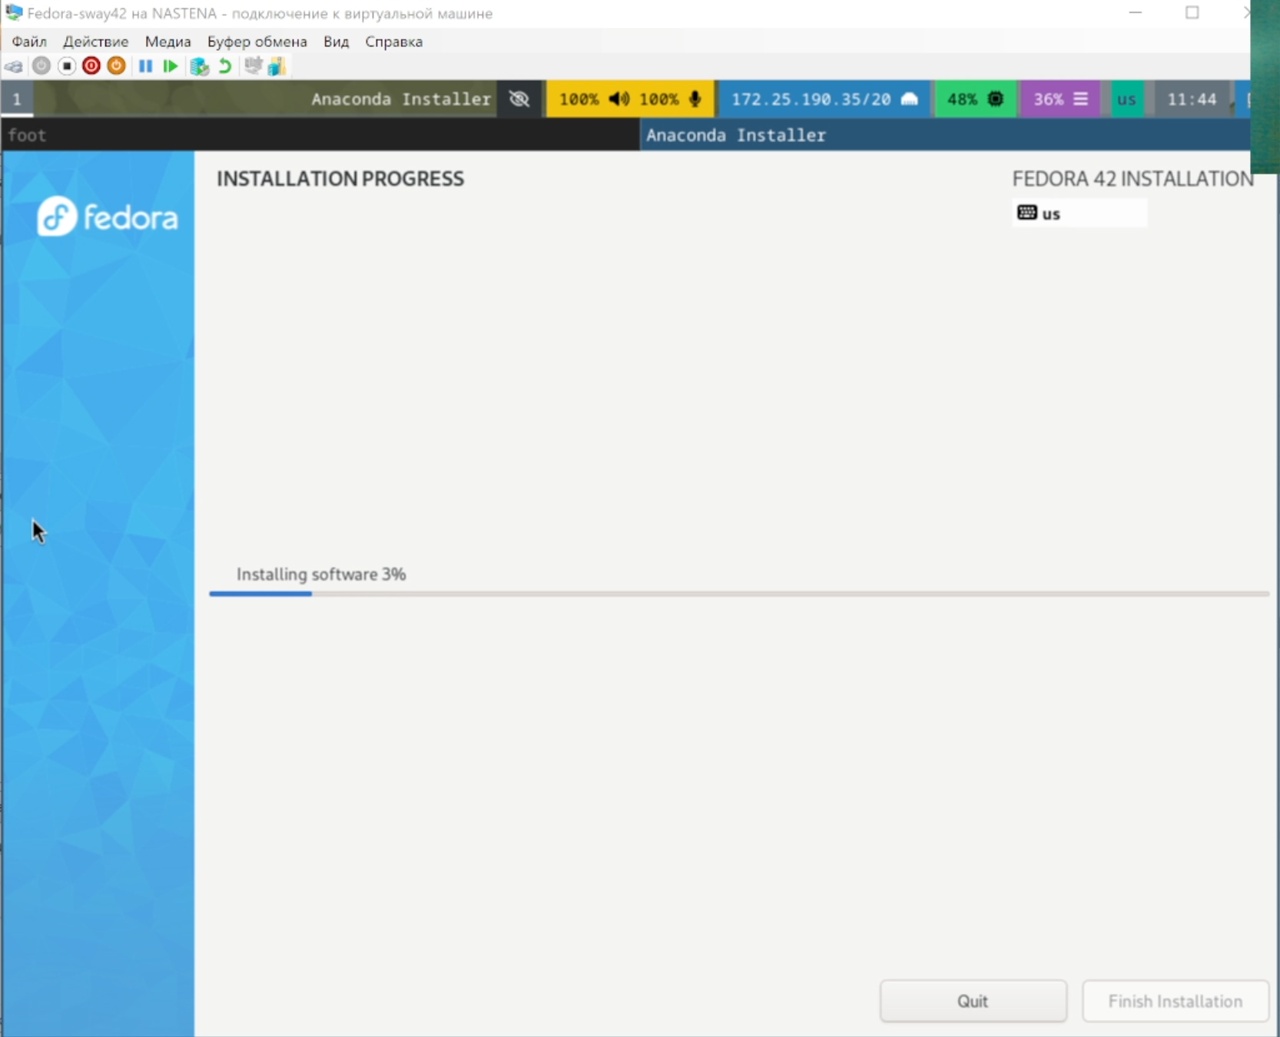 Fedora-sway42 на NASTENA - подключение к виртуальной машине
Файл Действие Медиа Буфер обмена Вид Справка
1 Anaconda Installer 100% 100% 172.25.190.35/20 48% 36% us 11:44
foot Anaconda Installer
INSTALLATION PROGRESS
FEDORA 42 INSTALLATION
fedora
us
Installing software 3%
Quit Finish Installation